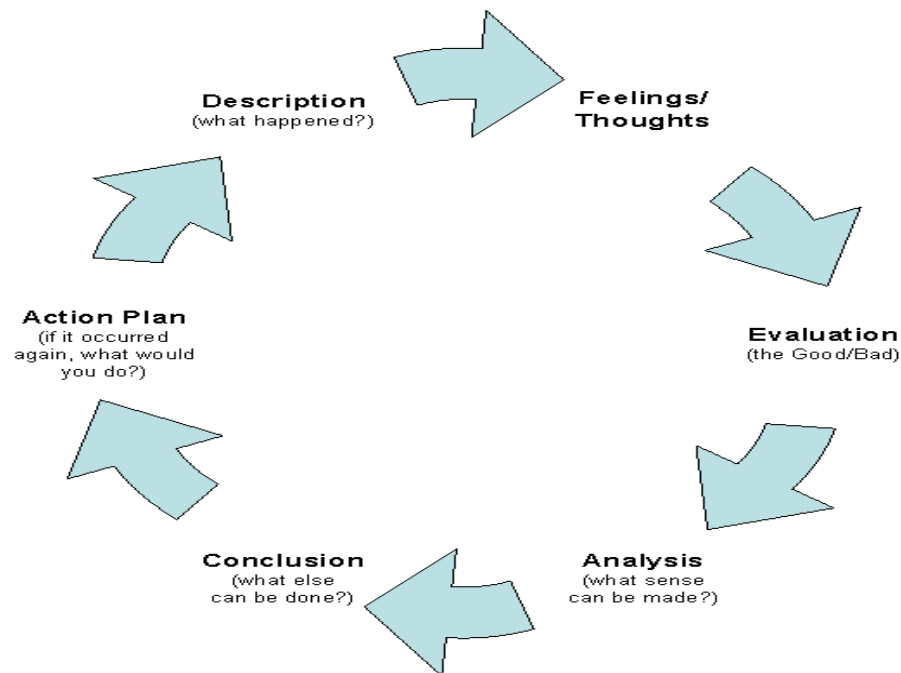 Description
(what happened?)
Feelings/
Thoughts
Evaluation
(the Good/Bad)
Analysis
(what sense
can be made?)
Conclusion
(what else
can be done?)
Action Plan
(if it occurred
again, what would
you do?)